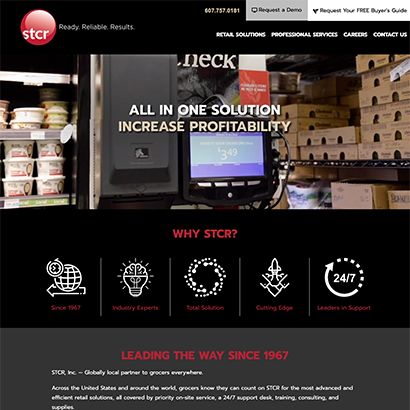 607.757.0181
Request a Demo
Request Your FREE Buyer's Guide
stcr
Ready. Reliable. Results.
RETAIL SOLUTIONS
PROFESSIONAL SERVICES
CAREERS
CONTACT US
check
ALL IN ONE SOLUTION
INCREASE PROFITABILITY
$3.49
WHY STCR?
24/7
Since 1967
Industry Experts
Total Solution
Cutting Edge
Leaders in Support
LEADING THE WAY SINCE 1967
STCR, Inc. – Globally local partner to grocers everywhere.
Across the United States and around the world, grocers know they can count on STCR for the most advanced and
efficient retail solutions, all covered by priority on-site service, a 24/7 support desk, training, consulting, and
supplies.